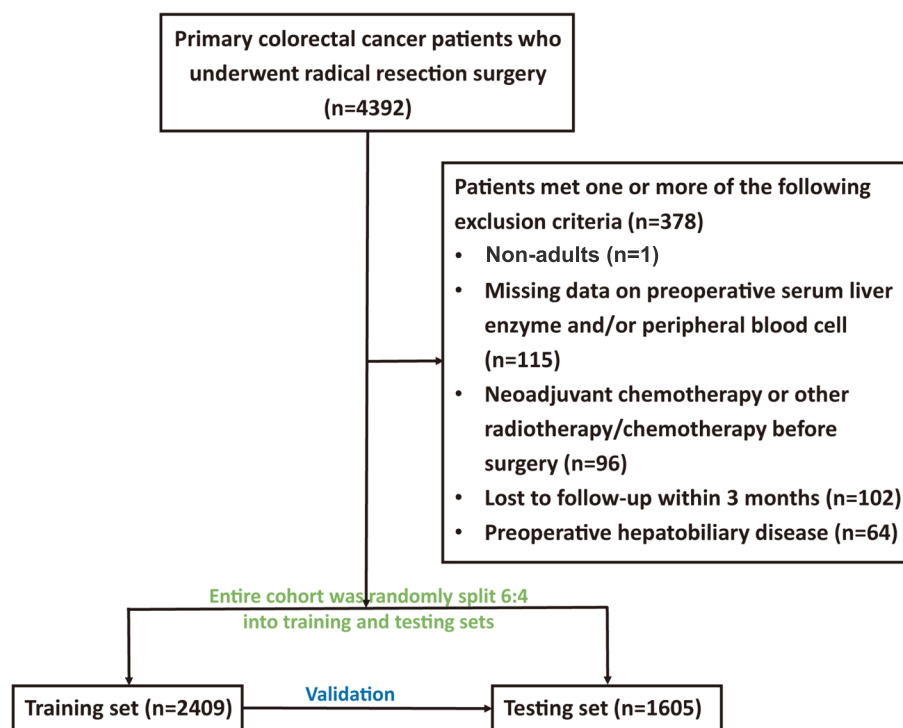 Primary colorectal cancer patients who
underwent radical resection surgery
(n=4392)
Patients met one or more of the following
exclusion criteria (n=378)
• Non-adults (n=1)
• Missing data on preoperative serum liver
enzyme and/or peripheral blood cell
(n=115)
• Neoadjuvant chemotherapy or other
radiotherapy/chemotherapy before
surgery (n=96)
• Lost to follow-up within 3 months (n=102)
• Preoperative hepatobiliary disease (n=64)
Entire cohort was randomly split 6:4
into training and testing sets
Training set (n=2409)
Validation
Testing set (n=1605)